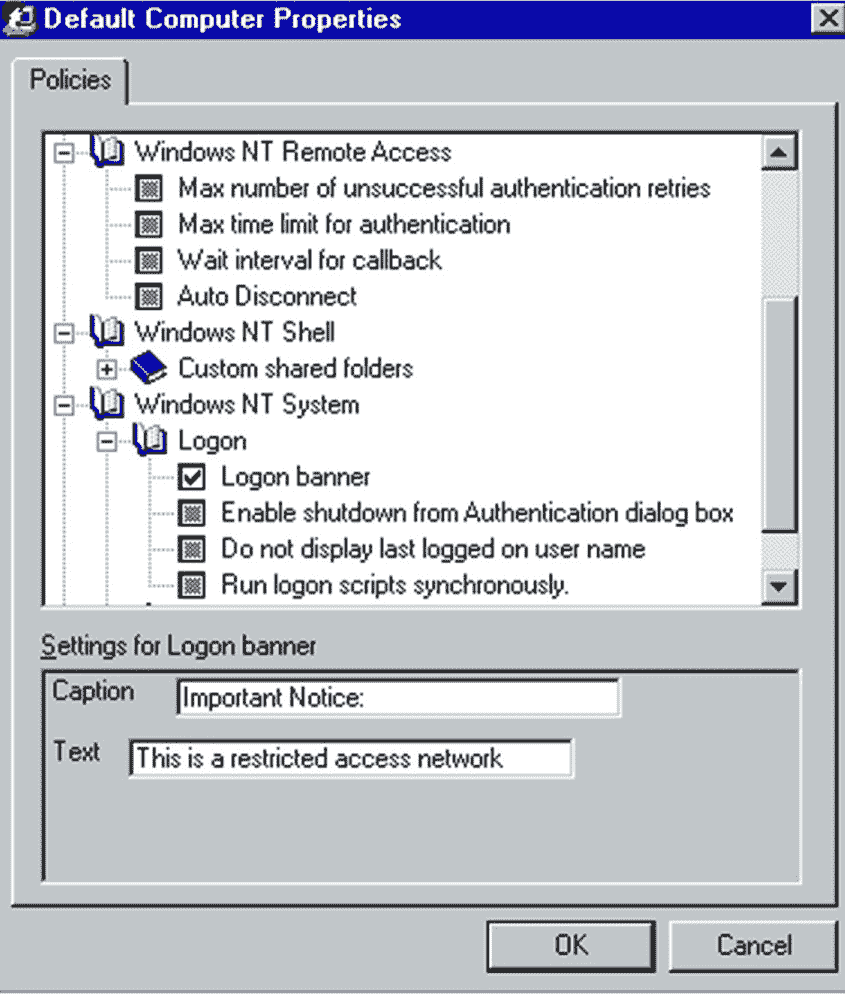 Default Computer Properties
Policies
Windows NT Remote Access
Max number of unsuccessful authentication retries
Max time limit for authentication
Wait interval for callback
Auto Disconnect
Windows NT Shell
Custom shared folders
Windows NT System
Logon
Logon banner
Enable shutdown from Authentication dialog box
Do not display last logged on user name
Run logon scripts synchronously.
Settings for Logon banner
Caption Important Notice:
Text This is a restricted access network
OK Cancel